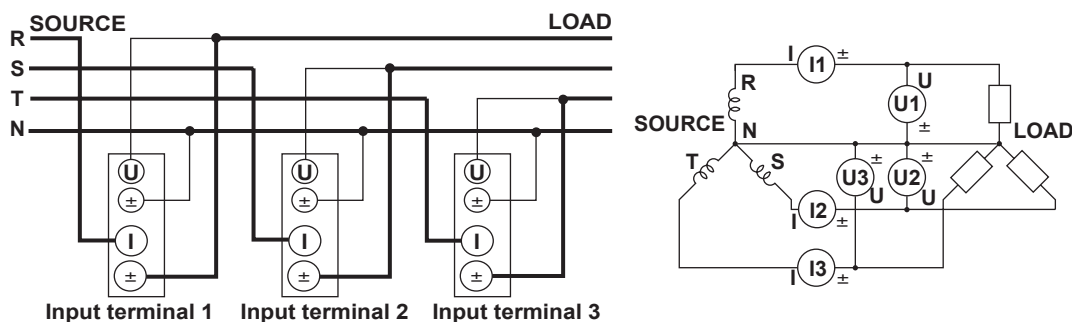 SOURCE
LOAD
R
S
T
N
U
±
I
±
U
±
I
±
U
±
I
±
Input terminal 1
Input terminal 2
Input terminal 3
I
I1
±
R
U
U1
±
SOURCE
N
LOAD
T
S
±
±
U3
U2
U
U
I
I2
±
I
I3
±